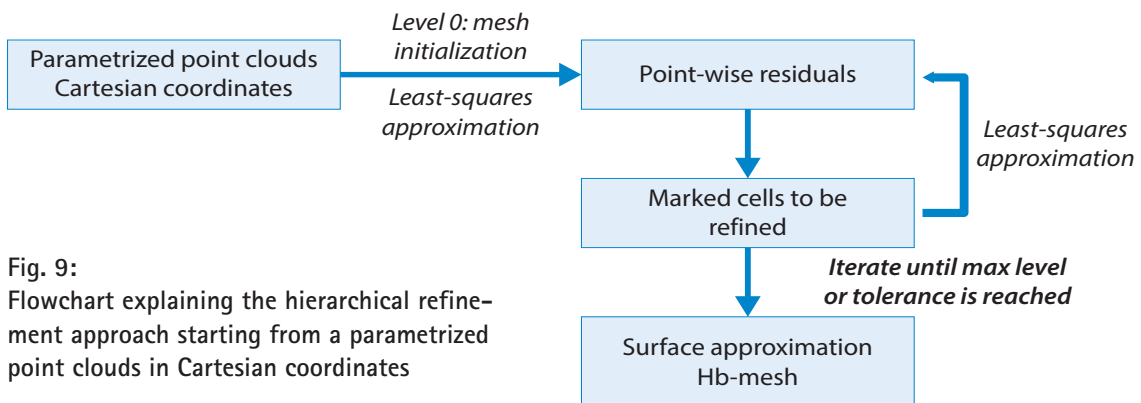 Parametrized point clouds
Cartesian coordinates
Level 0: mesh
initialization
Least-squares
approximation
Point-wise residuals
Least-squares
approximation
Marked cells to be
refined
Iterate until max level
or tolerance is reached
Surface approximation
Hb-mesh
Fig. 9:
Flowchart explaining the hierarchical refine-
ment approach starting from a parametrized
point clouds in Cartesian coordinates